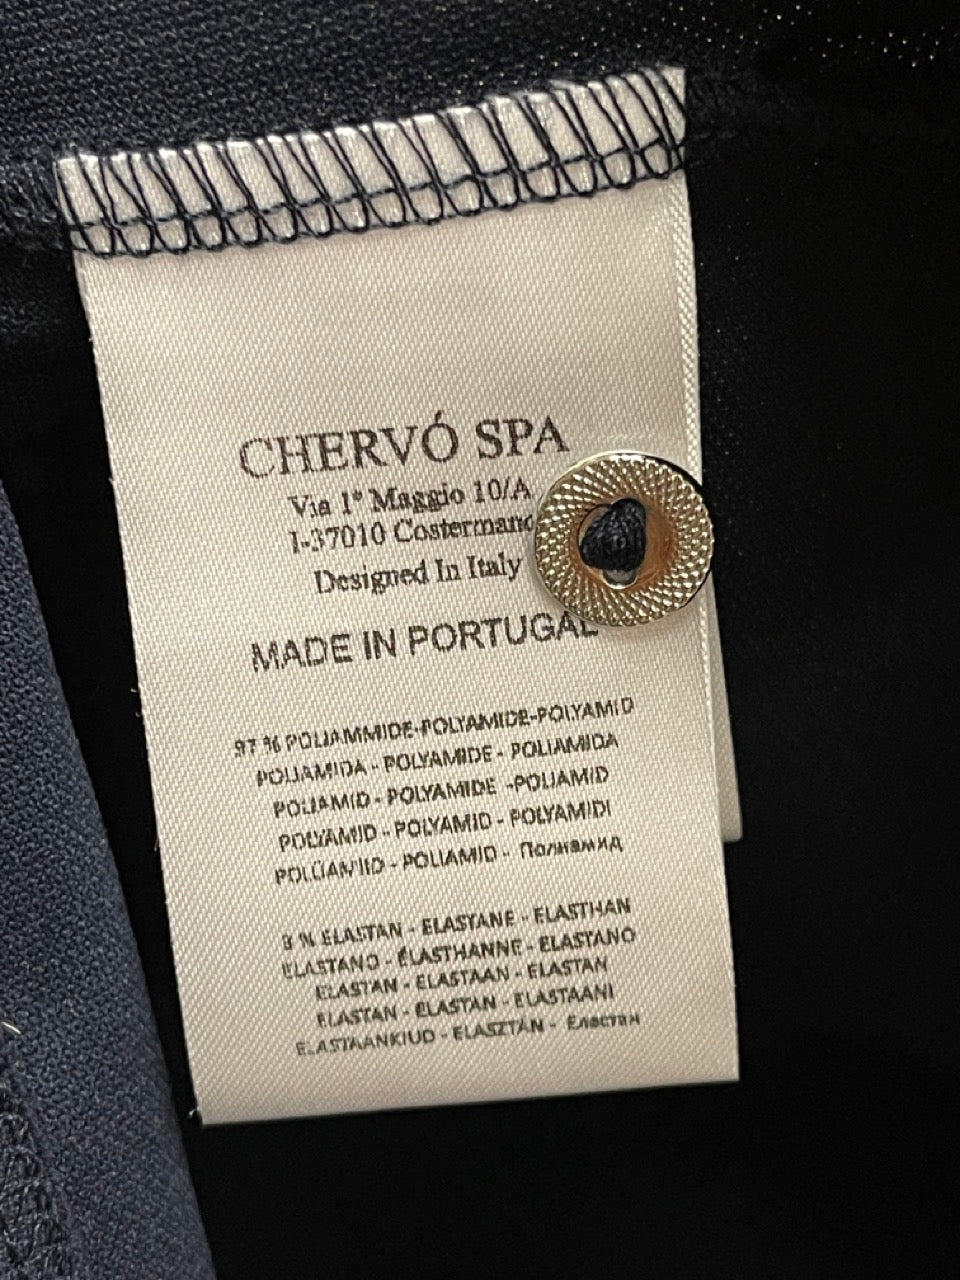 CHERVÓ SPA
Via 1° Maggio 10/A
I-37010 Costermano
Designed In Italy
MADE IN PORTUGAL
97 % POLIAMMIDE-POLYAMIDE-POLYAMID
POLIAMIDA - POLYAMIDE - POLIAMIDA
POLIAMID - POLYAMIDE -POLIAMID
POLYAMID - POLYAMID - POLYAMIDI
POLÜAMIID - POLIAMID - Полиамид
3 % ELASTAN - ELASTANE - ELASTHAN
ELASTANO - ÉLASTHANNE - ELASTANO
ELASTAN - ELASTAAN - ELASTAN
ELASTAN - ELASTAN - ELASTAANI
ELASTAANKIUD - ELASZTÁN - Еластан